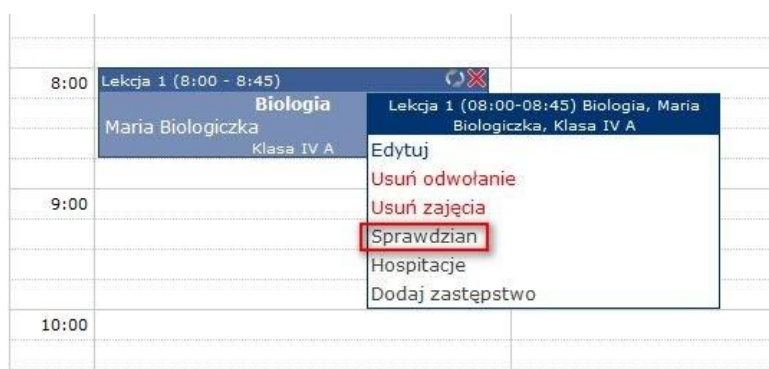 8:00
Lekcja 1 (8:00 - 8:45)
Biologia
Maria Biologiczka
Klasa IV A
Lekcja 1 (08:00-08:45) Biologia, Maria
Biologiczka, Klasa IV A
Edytuj
Usuń odwołanie
Usuń zajęcia
Sprawdzian
Hospitacje
Dodaj zastępstwo
9:00
10:00